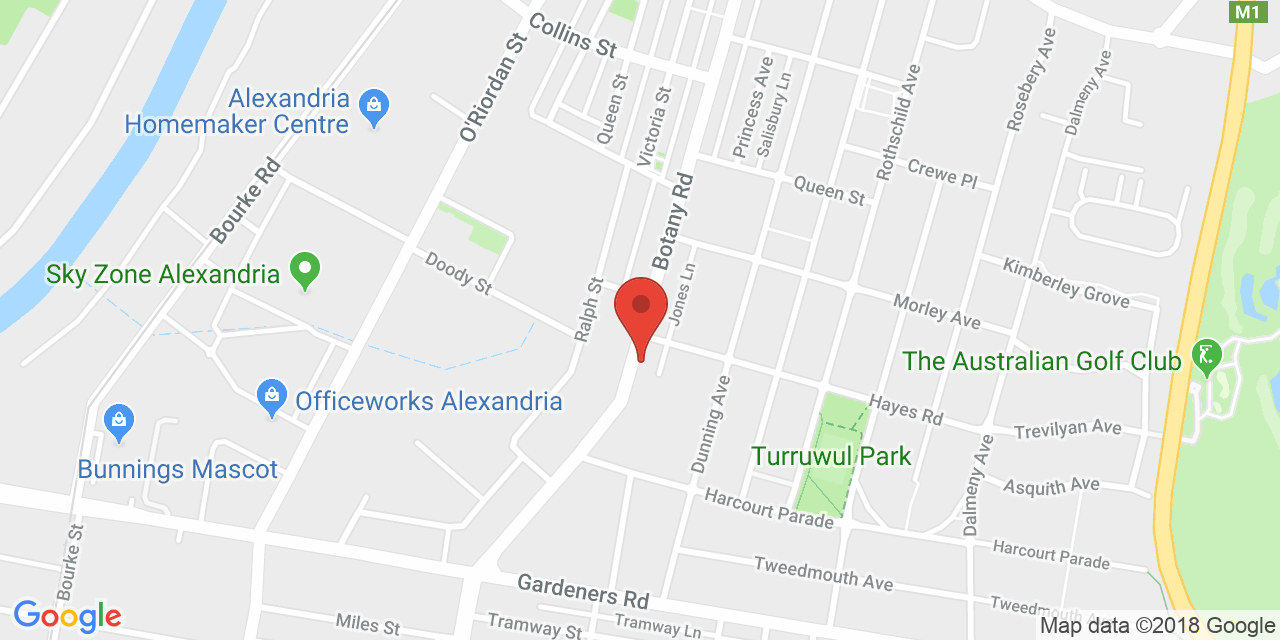 M1
Collins St
O'Riordan St
Alexandria
Homemaker Centre
Queen St
Victoria St
Princess Ave
Salisbury Ln
Rothschild Ave
Rosebery Ave
Dalmeny Ave
Bourke Rd
Botany Rd
Queen St
Crewe Pl
Sky Zone Alexandria
Doody St
Ralph St
Jones Ln
Kimberley Grove
Morley Ave
The Australian Golf Club
Officeworks Alexandria
Dunning Ave
Hayes Rd
Trevilyan Ave
Bunnings Mascot
Turruwul Park
Dalmeny Ave
Asquith Ave
Harcourt Parade
Harcourt Parade
Bourke St
Tweedmouth Ave
Gardeners Rd
Tweedmouth
Miles St
Tramway St
Tramway Ln
Google
Map data ©2018 Google